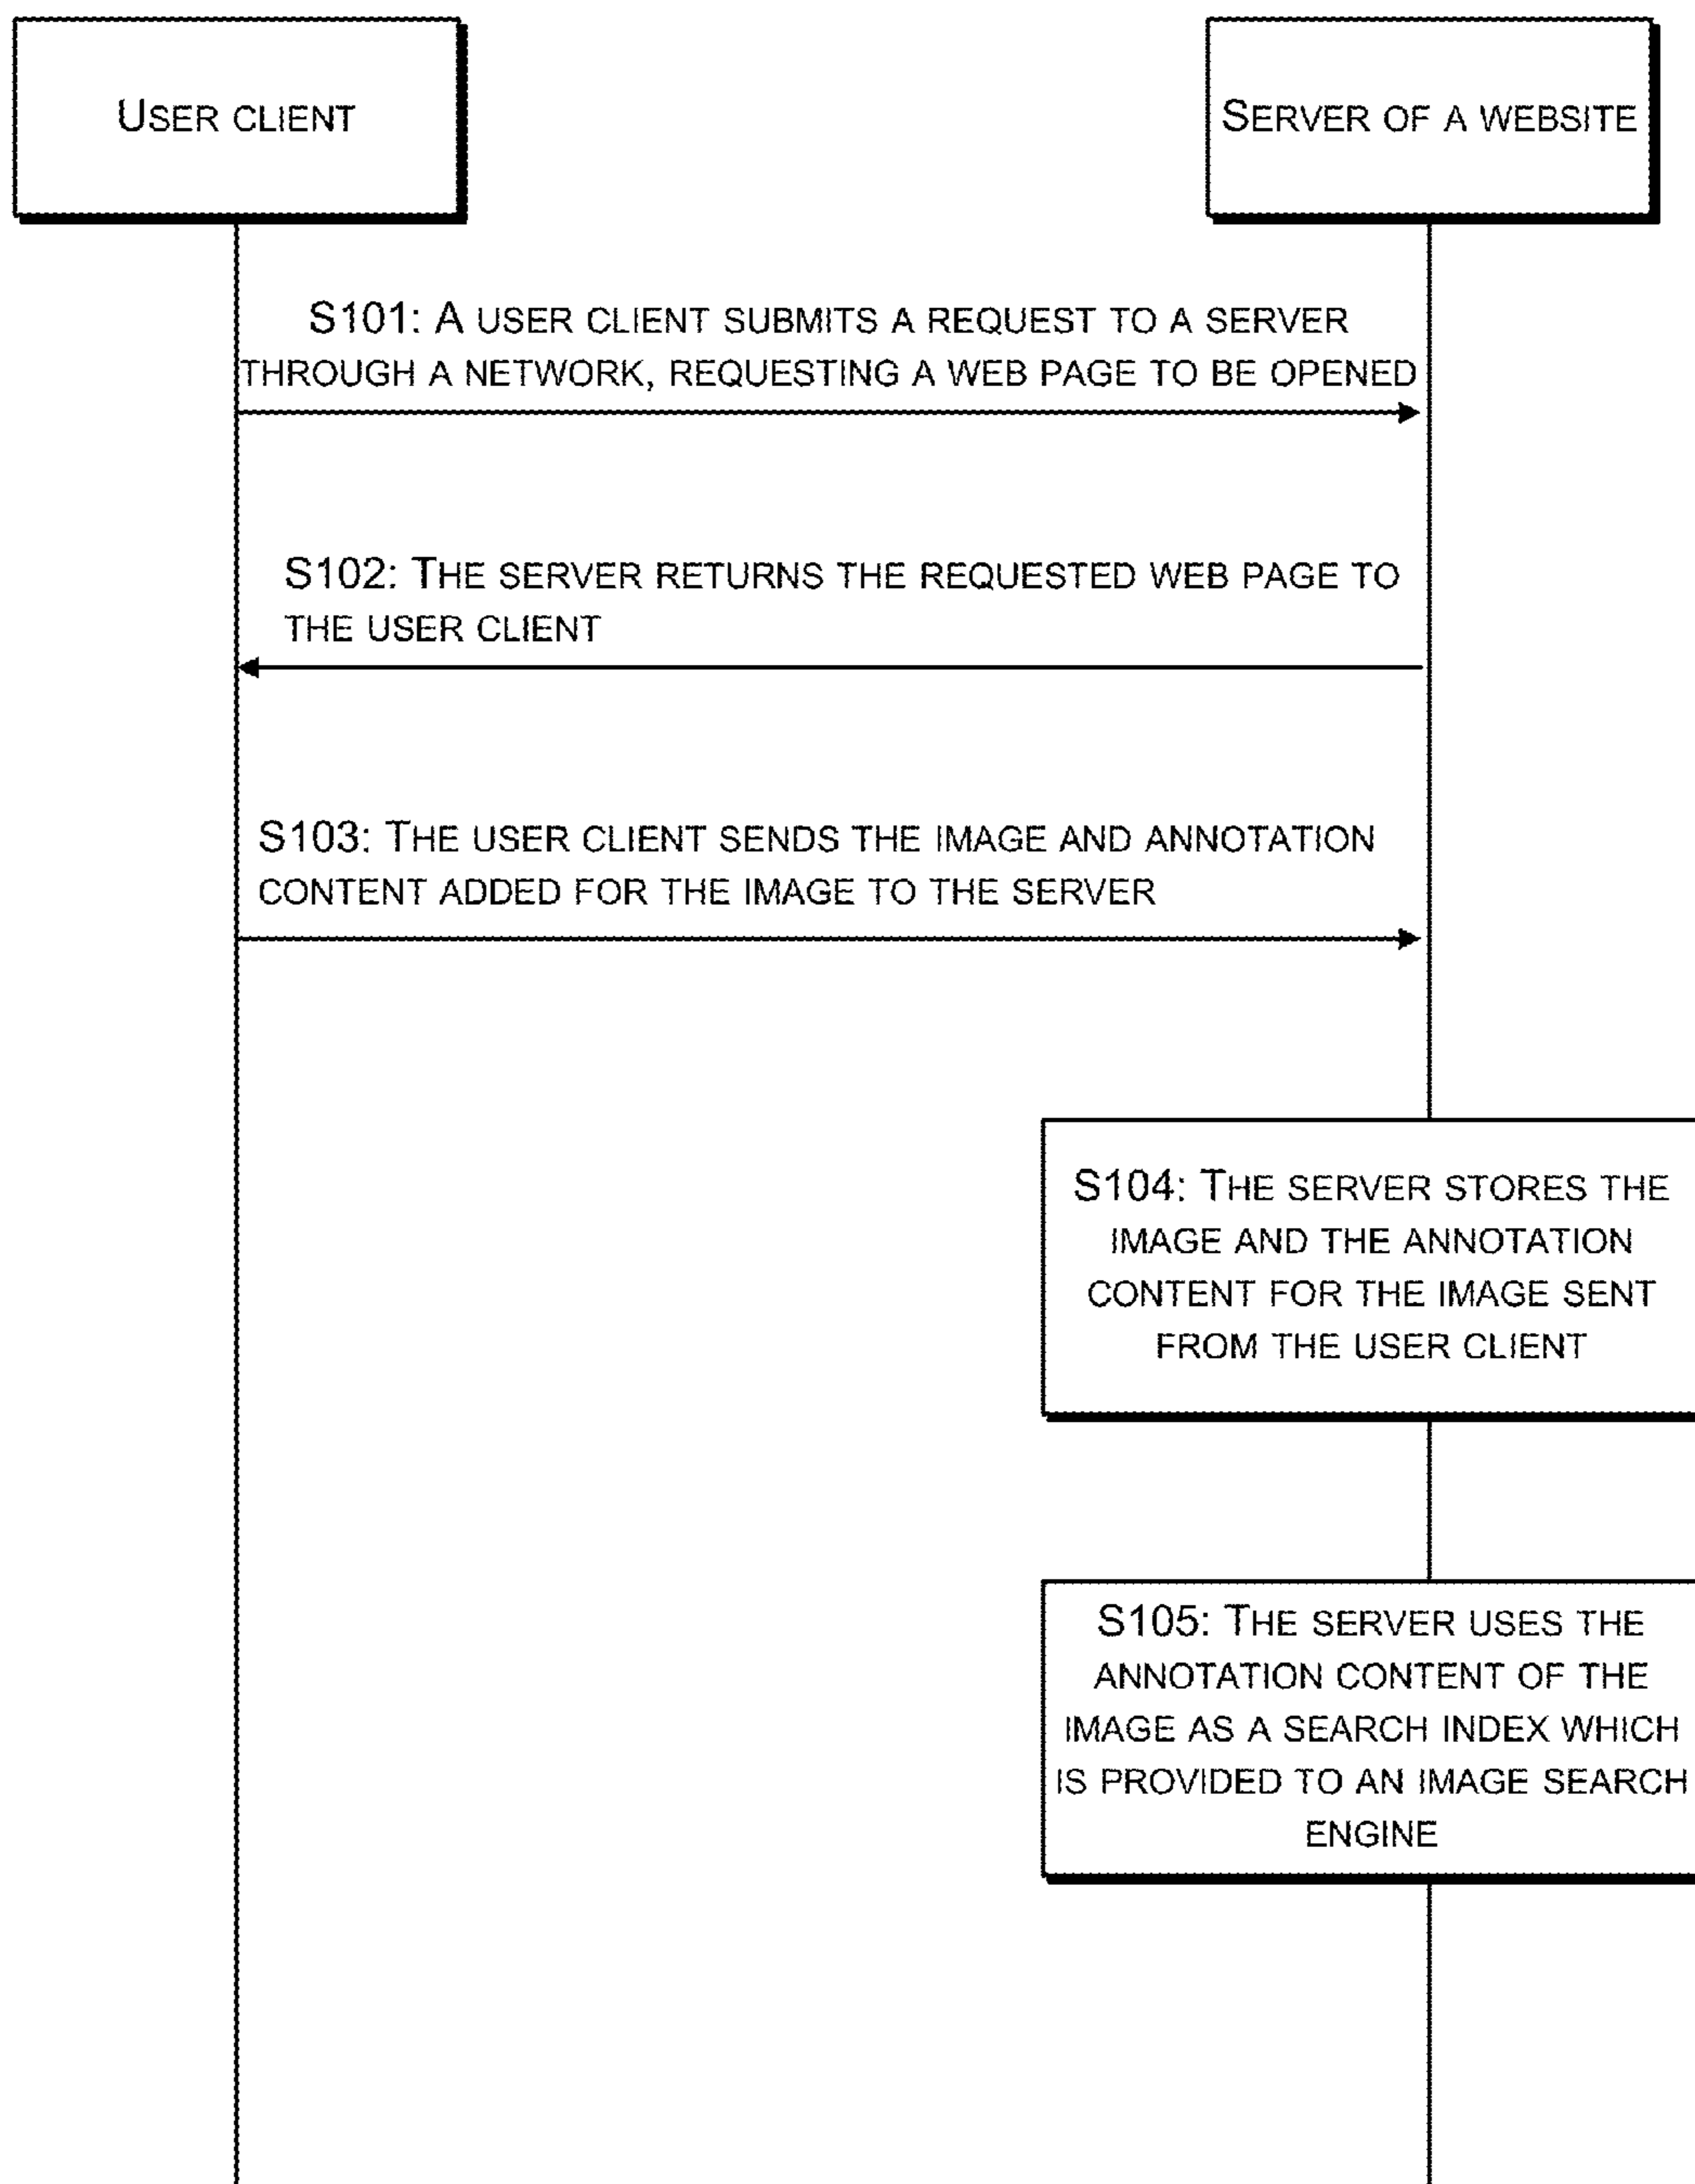 USER CLIENT
SERVER OF A WEBSITE
S101: A USER CLIENT SUBMITS A REQUEST TO A SERVER
THROUGH A NETWORK, REQUESTING A WEB PAGE TO BE OPENED
S102: THE SERVER RETURNS THE REQUESTED WEB PAGE TO
THE USER CLIENT
S103: THE USER CLIENT SENDS THE IMAGE AND ANNOTATION
CONTENT ADDED FOR THE IMAGE TO THE SERVER
S104: THE SERVER STORES THE
IMAGE AND THE ANNOTATION
CONTENT FOR THE IMAGE SENT
FROM THE USER CLIENT
S105: THE SERVER USES THE
ANNOTATION CONTENT OF THE
IMAGE AS A SEARCH INDEX WHICH
IS PROVIDED TO AN IMAGE SEARCH
ENGINE